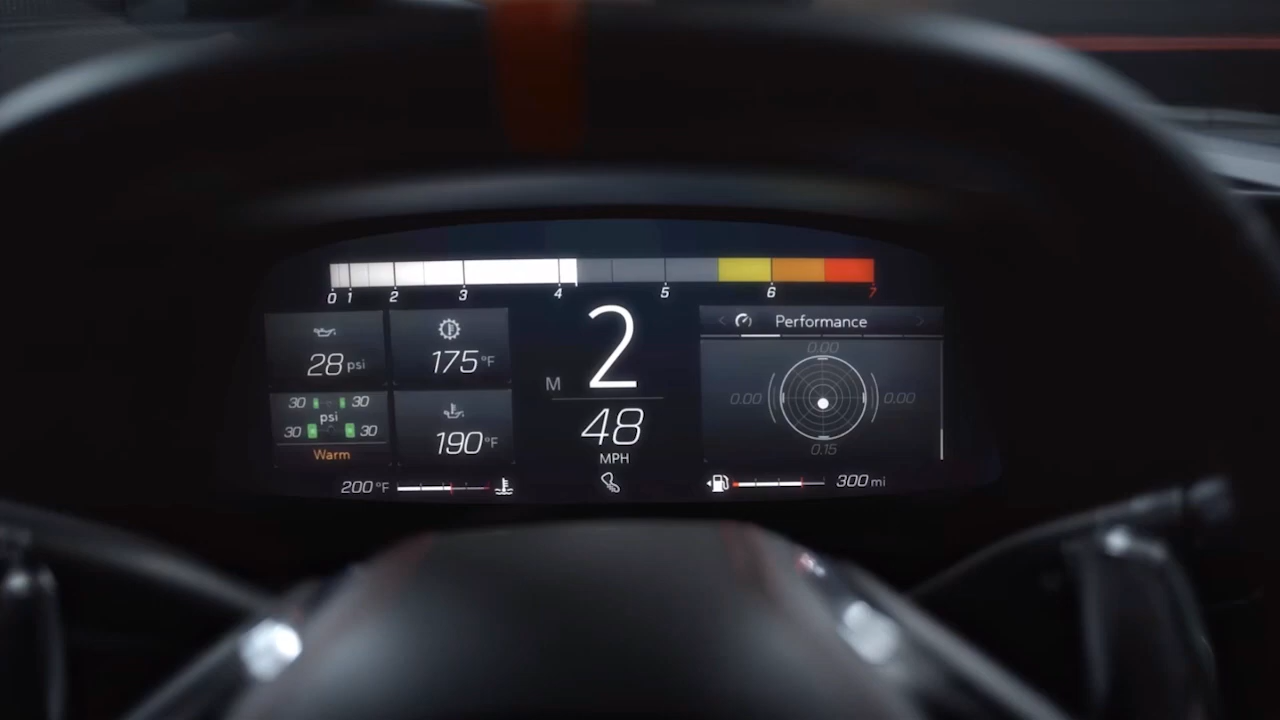 0 1 2 3 4 5 6 7
28 psi
175 °F
30 30
psi
30 30
Warm
190 °F
200 °F
M 2
48
MPH
Performance
0.00
0.00 0.00
0.15
300 mi